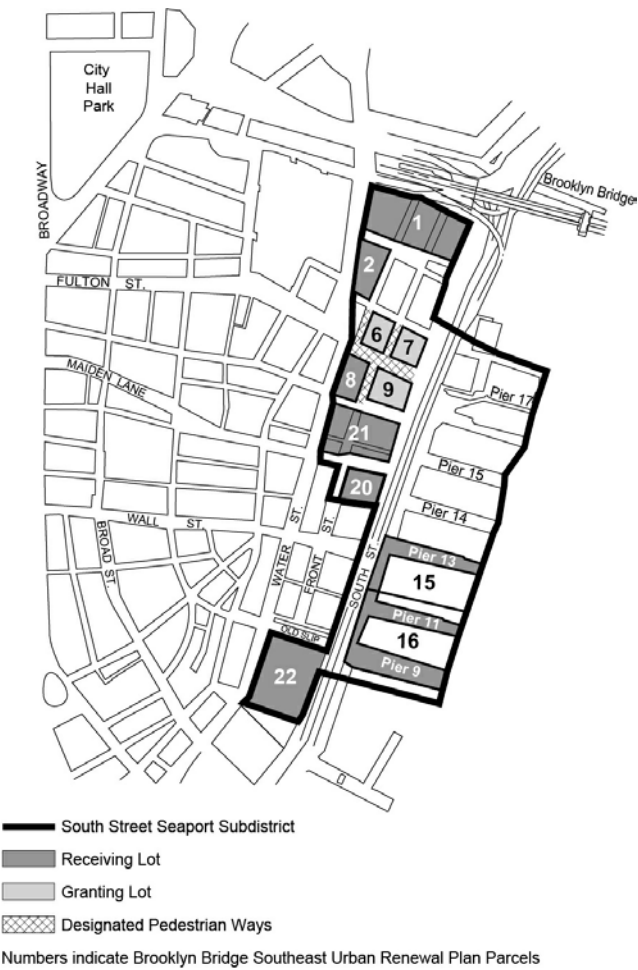 City
Hall
Park
BROADWAY
Brooklyn Bridge
1
2
FULTON ST.
6
7
MAIDEN LANE
8
9
Pier 17
21
Pier 15
20
Pier 14
WALL ST.
BROAD ST.
WATER ST.
FRONT ST.
SOUTH ST.
Pier 13
15
Pier 11
16
OLD SLIP
Pier 9
22
South Street Seaport Subdistrict
Receiving Lot
Granting Lot
Designated Pedestrian Ways
Numbers indicate Brooklyn Bridge Southeast Urban Renewal Plan Parcels